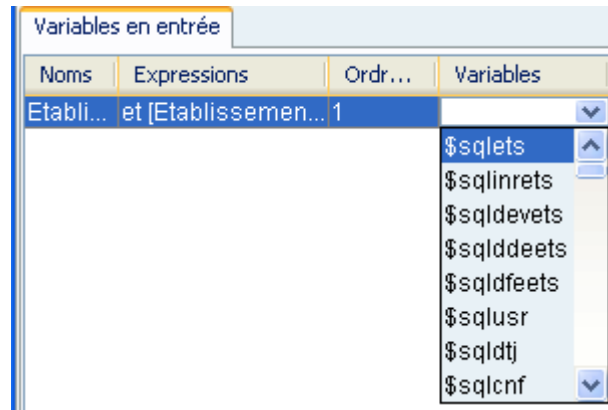 Variables en entrée
Noms Expressions Ordr... Variables
Etabli... et [Etablissemen... 1
$sqlets
$sqlinrets
$sqldevets
$sqlddeets
$sqldfeets
$sqlusr
$sqldtj
$sqlcnf